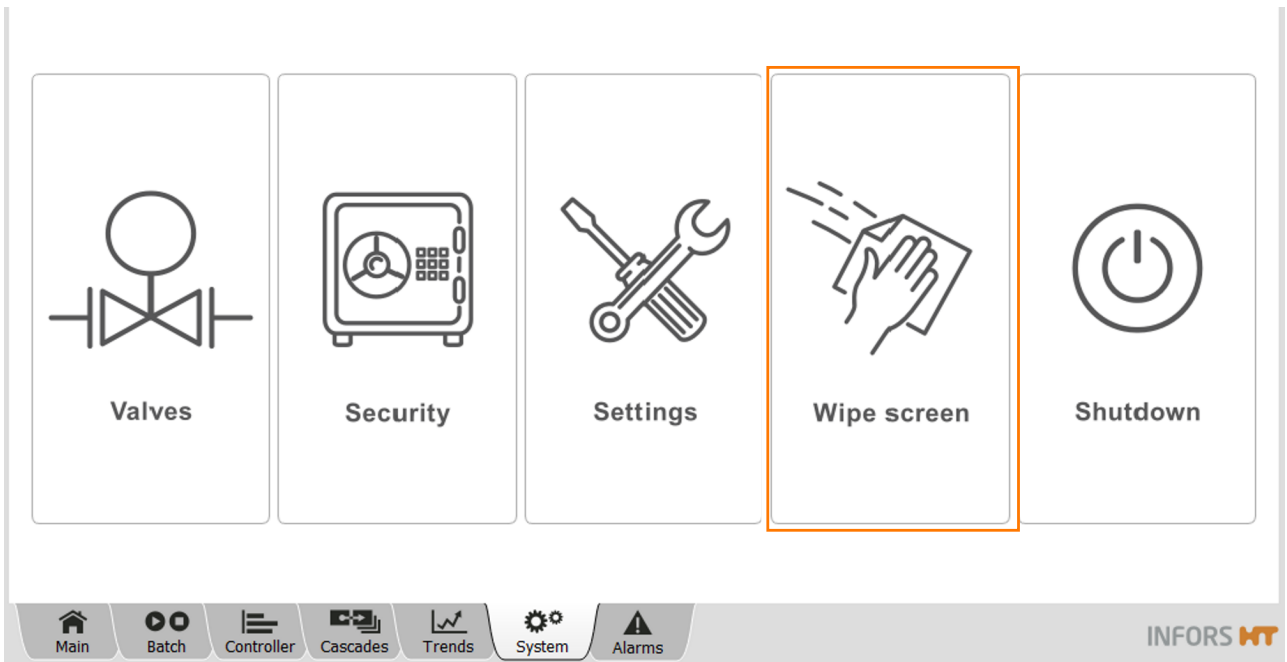 Valves
Security
Settings
Wipe screen
Shutdown
Main
Batch
Controller
Cascades
Trends
System
Alarms
INFORS HT